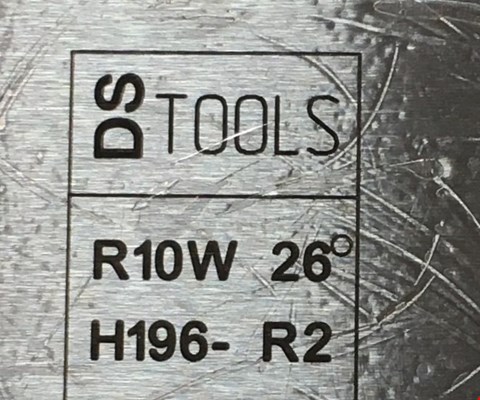 DS TOOLS
R10W 26°
H196- R2